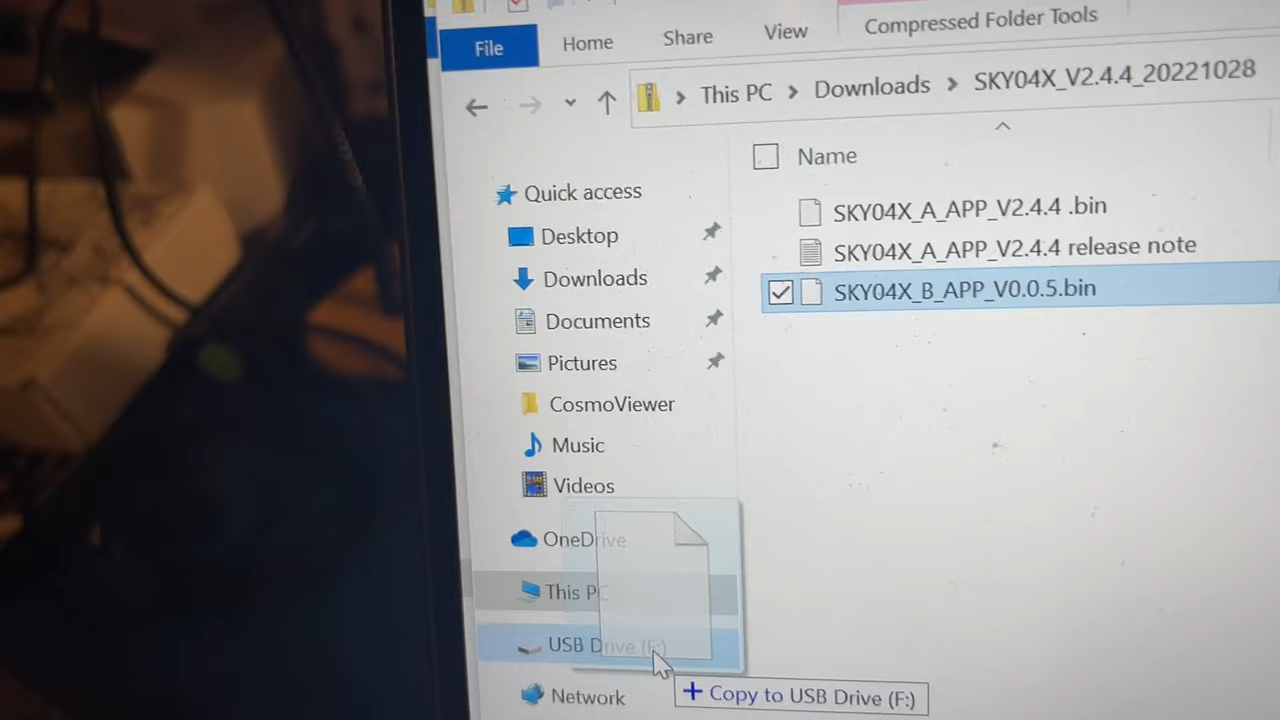 Compressed Folder Tools
File Home Share View
This PC Downloads SKY04X_V2.4.4_20221028
Name
Quick access
Desktop
Downloads
Documents
Pictures
CosmoViewer
Music
Videos
OneDrive
This PC
USB Drive (F:)
Network
SKY04X_A_APP_V2.4.4 .bin
SKY04X_A_APP_V2.4.4 release note
SKY04X_B_APP_V0.0.5.bin
+ Copy to USB Drive (F:)